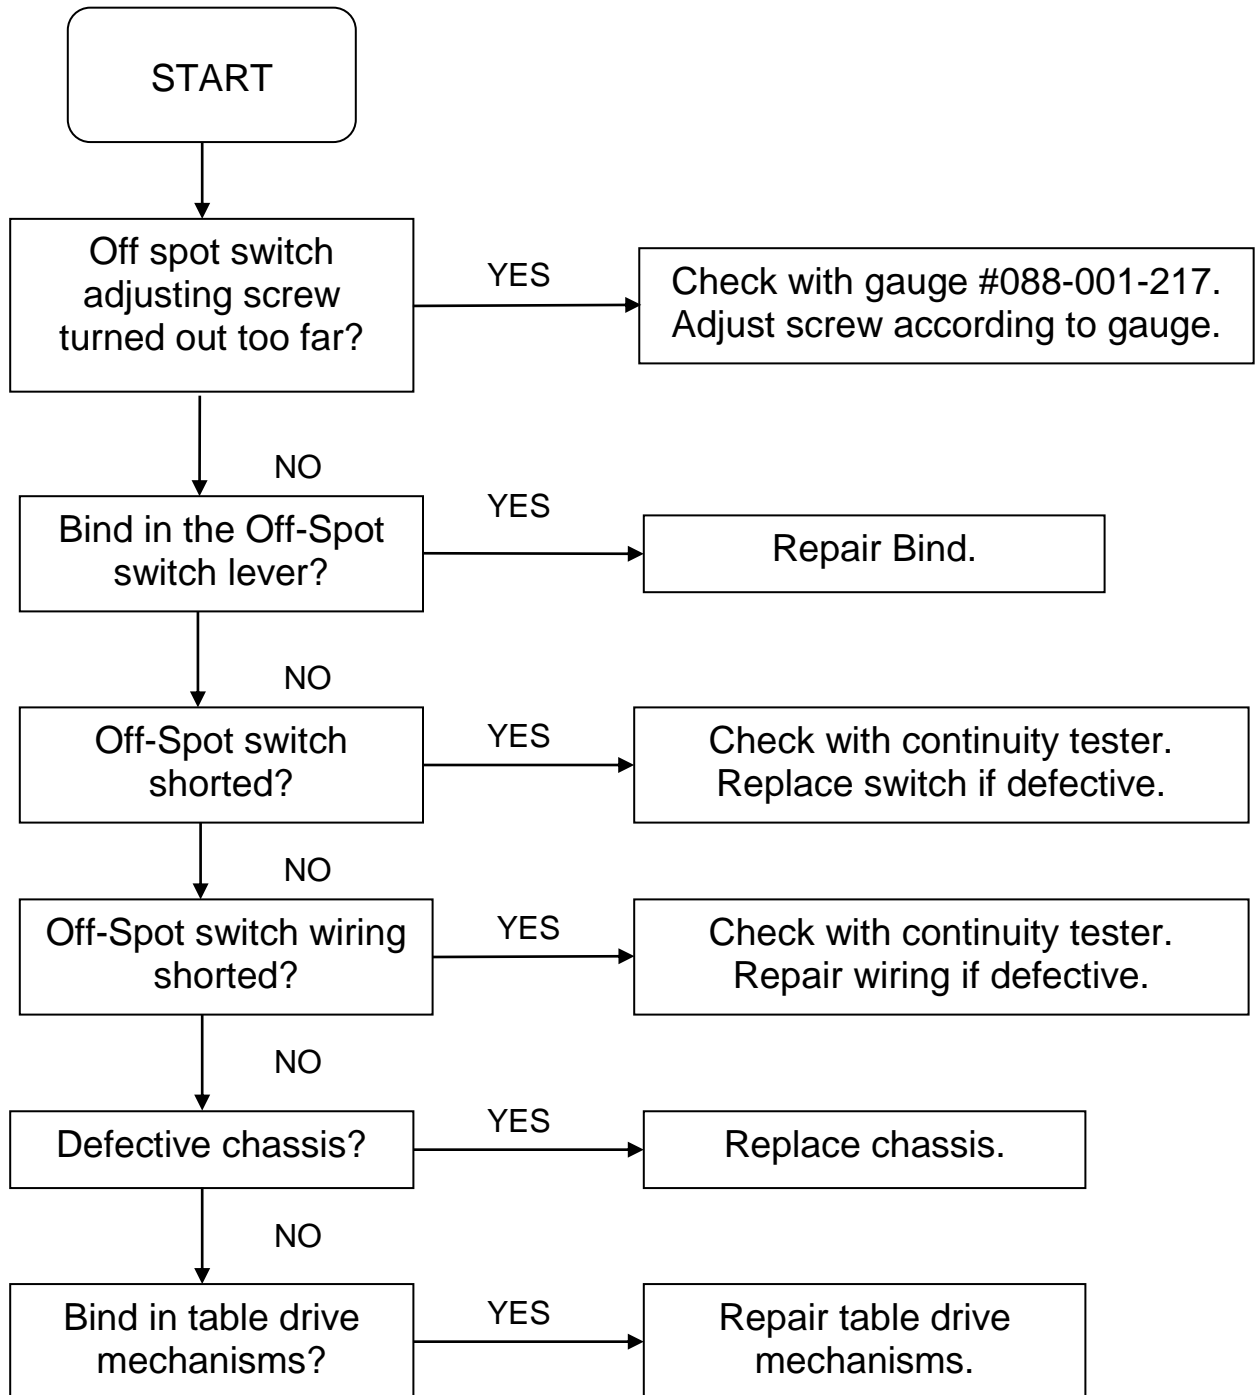 START
Off spot switch
adjusting screw
turned out too far?
YES
Check with gauge #088-001-217.
Adjust screw according to gauge.
NO
Bind in the Off-Spot
switch lever?
YES
Repair Bind.
NO
Off-Spot switch
shorted?
YES
Check with continuity tester.
Replace switch if defective.
NO
Off-Spot switch wiring
shorted?
YES
Check with continuity tester.
Repair wiring if defective.
NO
Defective chassis?
YES
Replace chassis.
NO
Bind in table drive
mechanisms?
YES
Repair table drive
mechanisms.